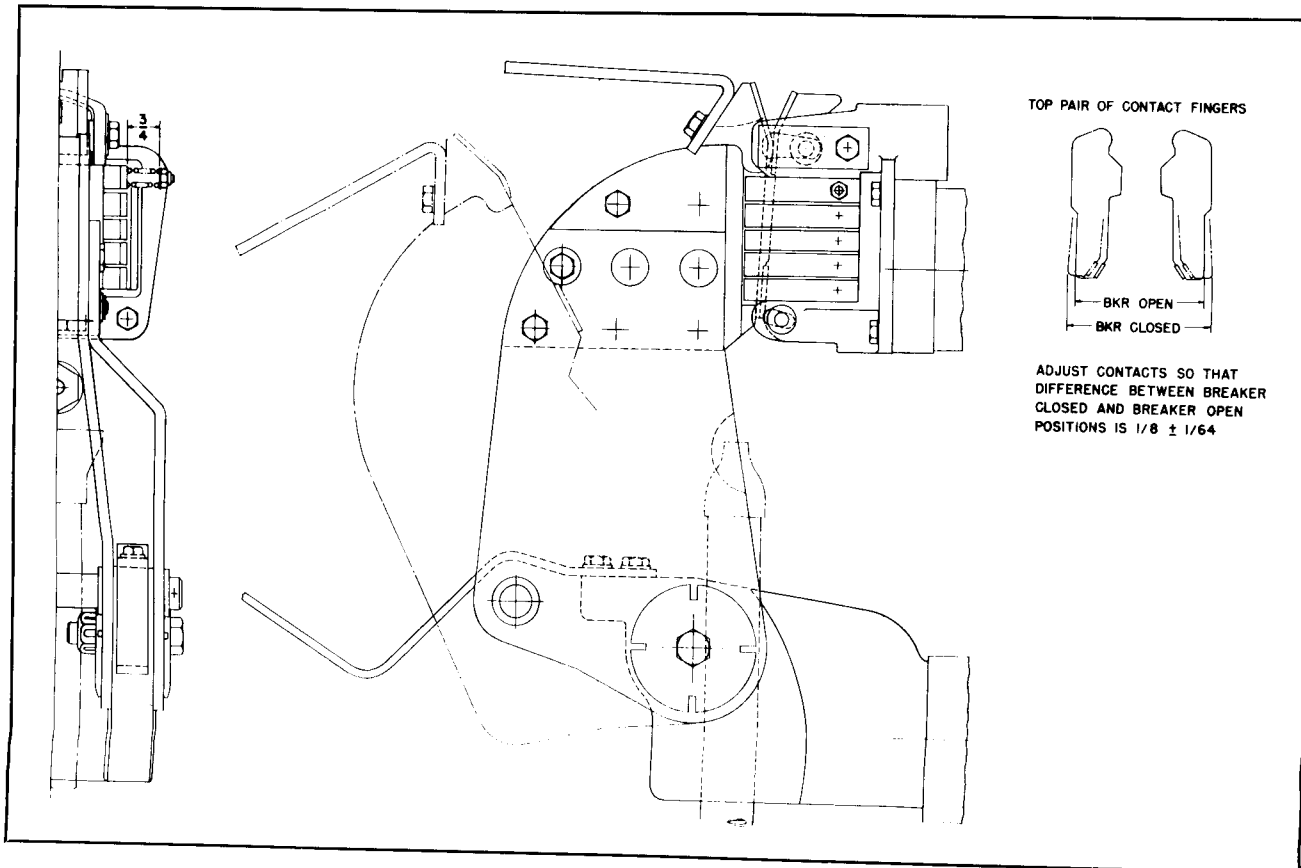 3/4
TOP PAIR OF CONTACT FINGERS
BKR OPEN
BKR CLOSED
ADJUST CONTACTS SO THAT
DIFFERENCE BETWEEN BREAKER
CLOSED AND BREAKER OPEN
POSITIONS IS 1/8 ± 1/64